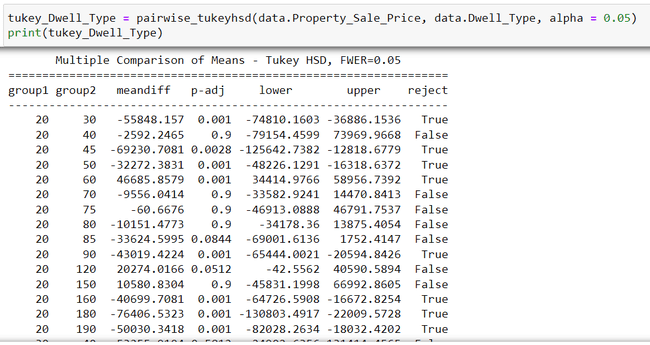 tukey_Dwell_Type = pairwise_tukeyhsd(data.Property_Sale_Price, data.Dwell_Type, alpha = 0.05)
print(tukey_Dwell_Type)
Multiple Comparison of Means - Tukey HSD, FWER=0.05
=================================================================
group1 group2 meandiff p-adj lower upper reject
-----------------------------------------------------------------
20 30 -55848.157 0.001 -74810.1603 -36886.1536 True
20 40 -2592.2465 0.9 -79154.4599 73969.9668 False
20 45 -69230.7081 0.0028 -125642.7382 -12818.6779 True
20 50 -32272.3831 0.001 -48226.1291 -16318.6372 True
20 60 46685.8579 0.001 34414.9766 58956.7392 True
20 70 -9556.0414 0.9 -33582.9241 14470.8413 False
20 75 -60.6676 0.9 -46913.0888 46791.7537 False
20 80 -10151.4773 0.9 -34178.36 13875.4054 False
20 85 -33624.5995 0.0844 -69001.6136 1752.4147 False
20 90 -43019.4224 0.001 -65444.0021 -20594.8426 True
20 120 20274.0166 0.0512 -42.5562 40590.5894 False
20 150 10580.8304 0.9 -45831.1998 66992.8605 False
20 160 -40699.7081 0.001 -64726.5908 -16672.8254 True
20 180 -76406.5323 0.001 -130803.4917 -22009.5728 True
20 190 -50030.3418 0.001 -82028.2634 -18032.4202 True